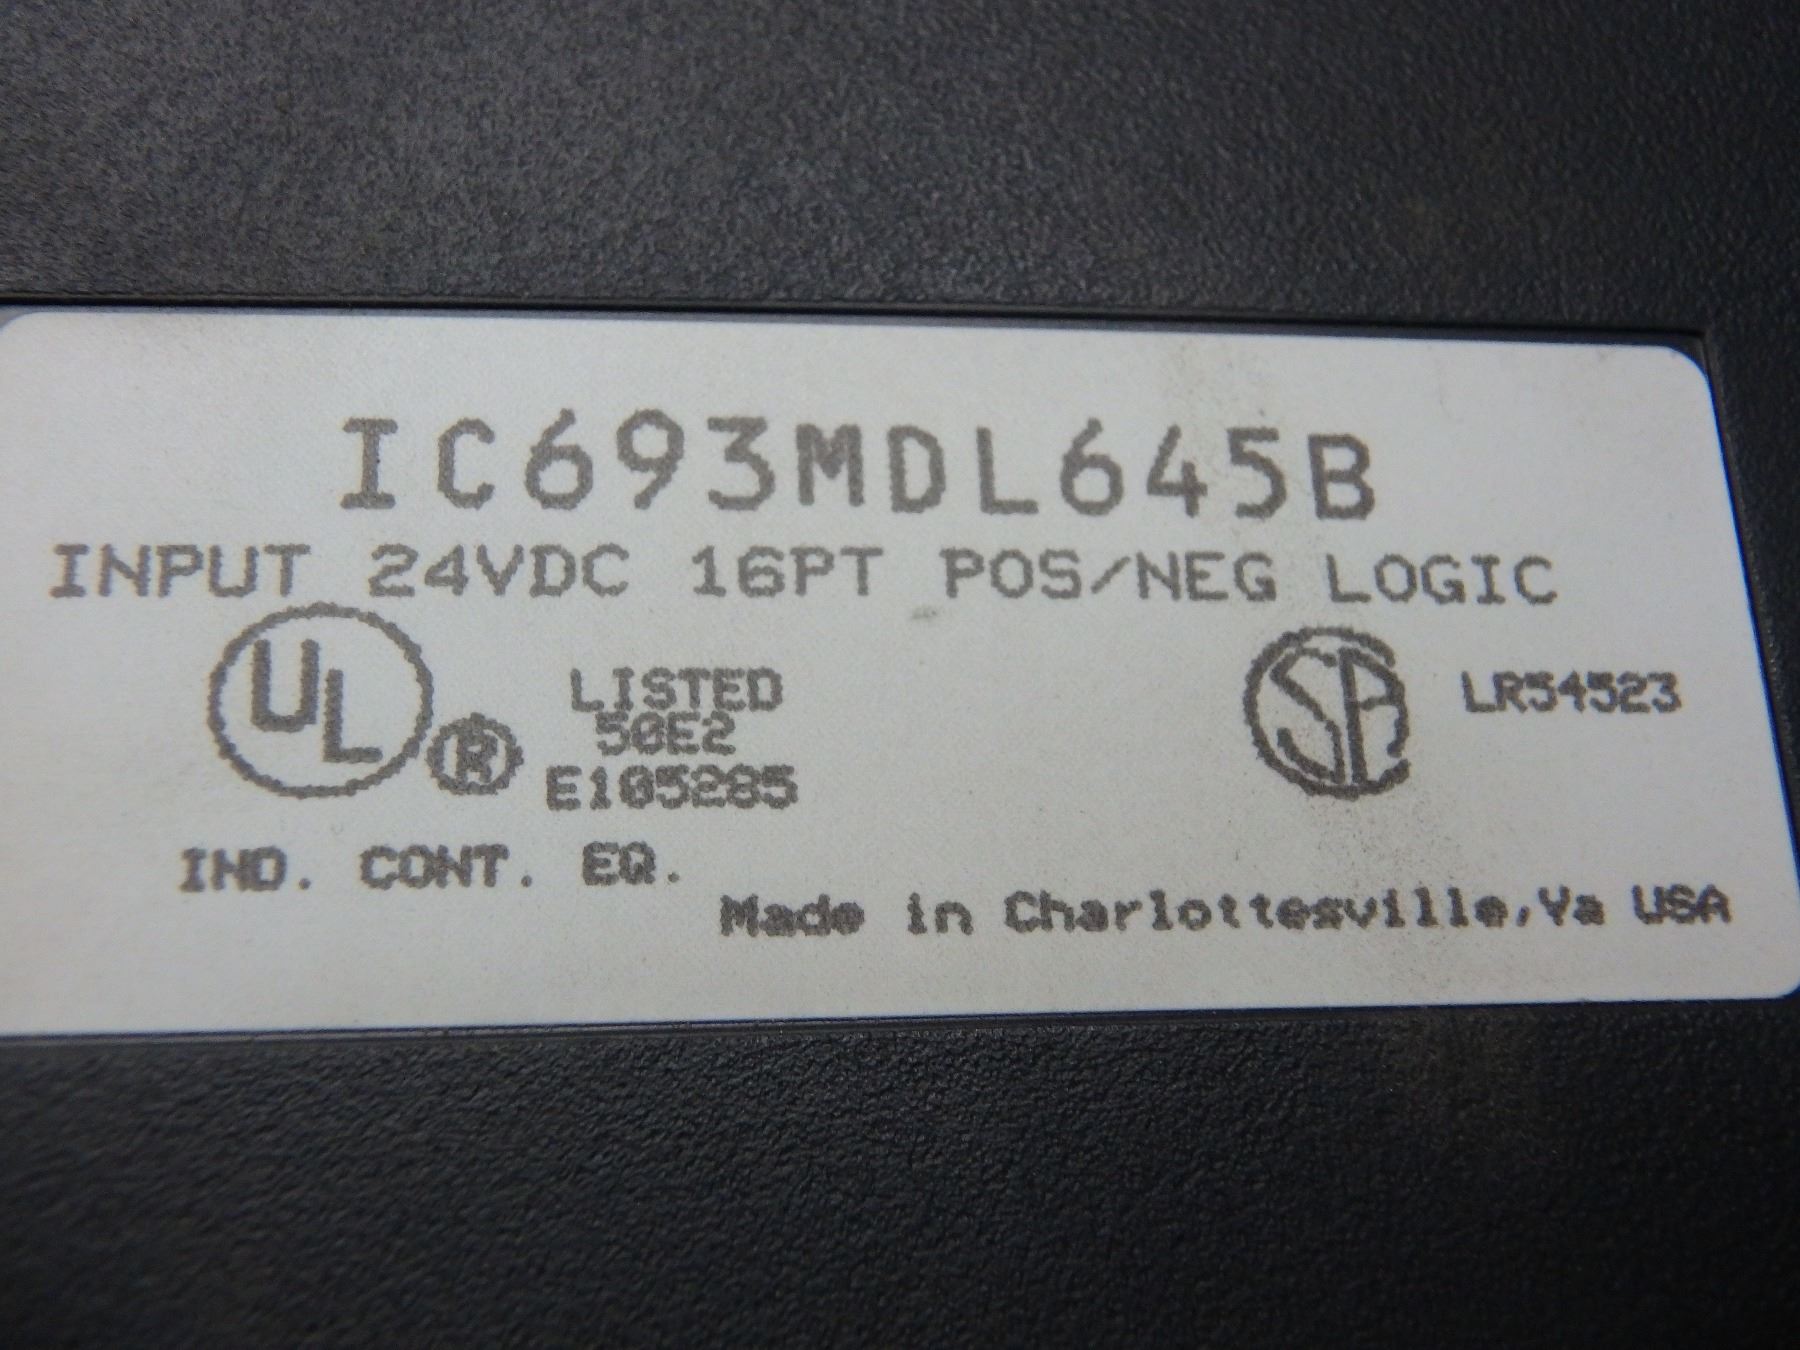 IC693MDL645B
INPUT 24VDC 16PT POS/NEG LOGIC
UL
®
LISTED
50E2
E105285
SA
LR54523
IND. CONT. EQ.
Made in Charlottesville,Va USA